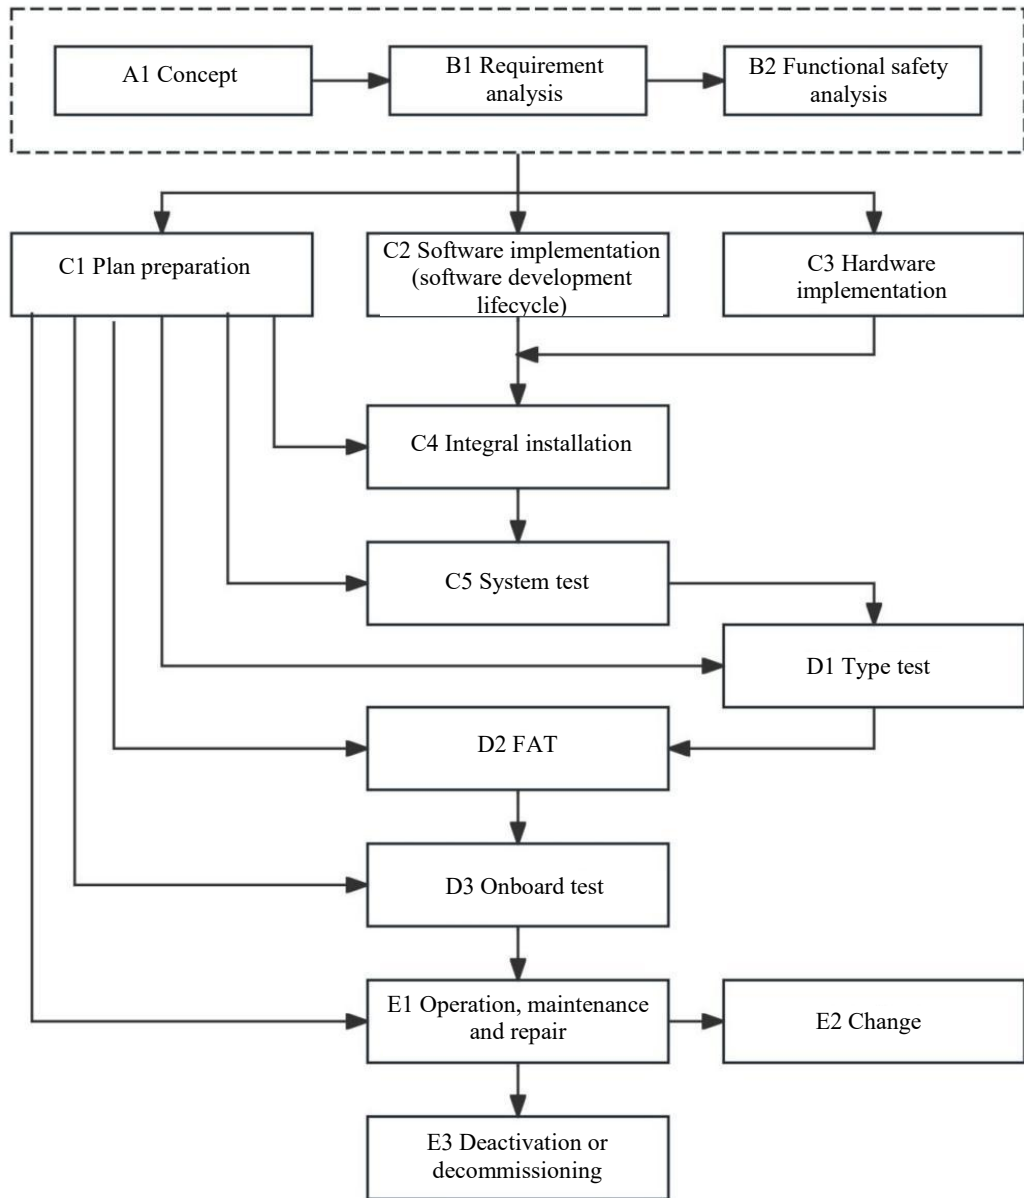 A1 Concept
B1 Requirement
analysis
B2 Functional safety
analysis
C1 Plan preparation
C2 Software implementation
(software development
lifecycle)
C3 Hardware
implementation
C4 Integral installation
C5 System test
D1 Type test
D2 FAT
D3 Onboard test
E1 Operation, maintenance
and repair
E2 Change
E3 Deactivation or
decommissioning